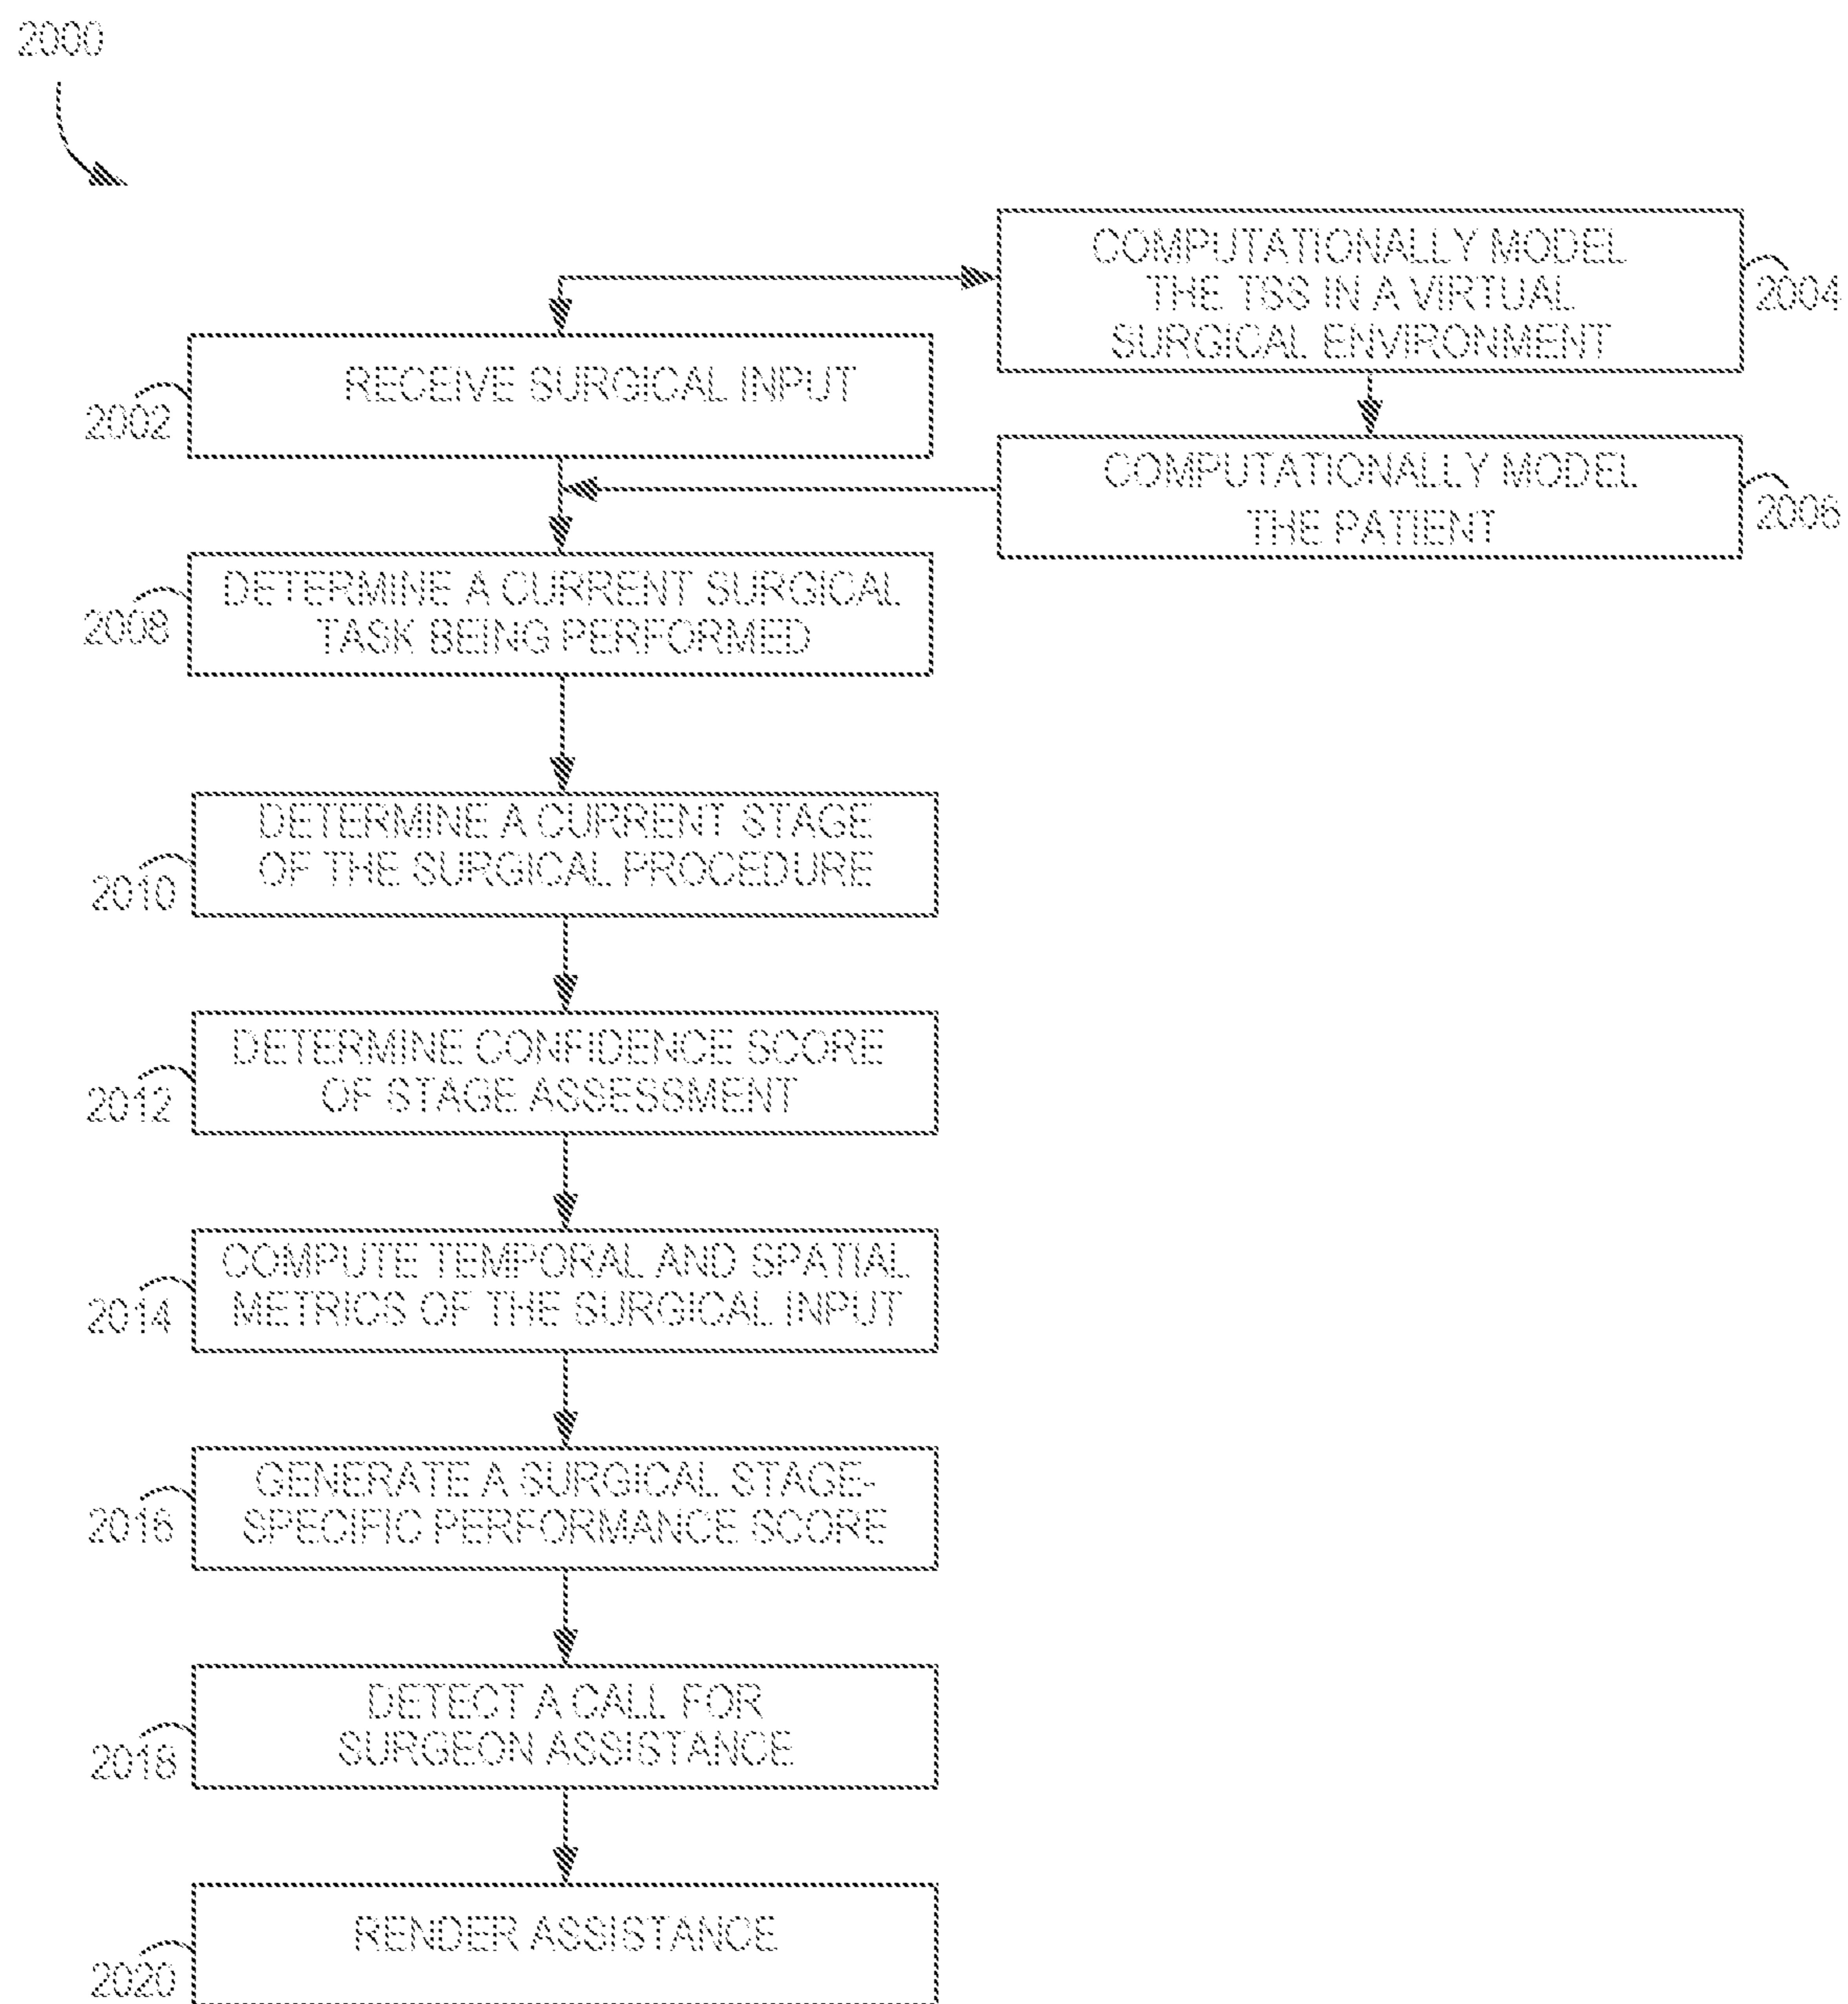 2000
COMPUTATIONALLY MODEL
THE TSS IN A VIRTUAL
SURGICAL ENVIRONMENT
2004
RECEIVE SURGICAL INPUT
2002
COMPUTATIONALLY MODEL
THE PATIENT
2006
DETERMINE A CURRENT SURGICAL
TASK BEING PERFORMED
2008
DETERMINE A CURRENT STAGE
OF THE SURGICAL PROCEDURE
2010
DETERMINE CONFIDENCE SCORE
OF STAGE ASSESSMENT
2012
COMPUTE TEMPORAL AND SPATIAL
METRICS OF THE SURGICAL INPUT
2014
GENERATE A SURGICAL STAGE-
SPECIFIC PERFORMANCE SCORE
2016
DETECT A CALL FOR
SURGEON ASSISTANCE
2018
RENDER ASSISTANCE
2020